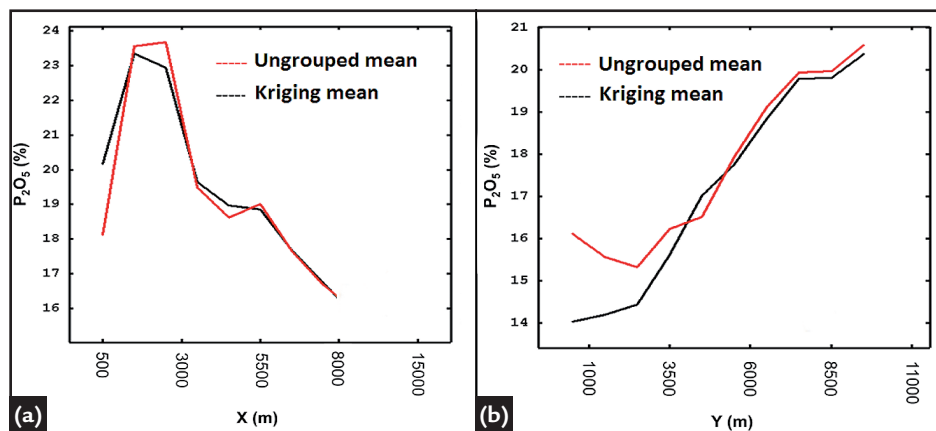 24
23
22
21
20
19
18
17
16
P₂O₅ (%)
Ungrouped mean
Kriging mean
500
3000
5500
8000
15000
X (m)
(a)
21
20
19
18
17
16
15
14
P₂O₅ (%)
Ungrouped mean
Kriging mean
1000
3500
6000
8500
11000
Y (m)
(b)